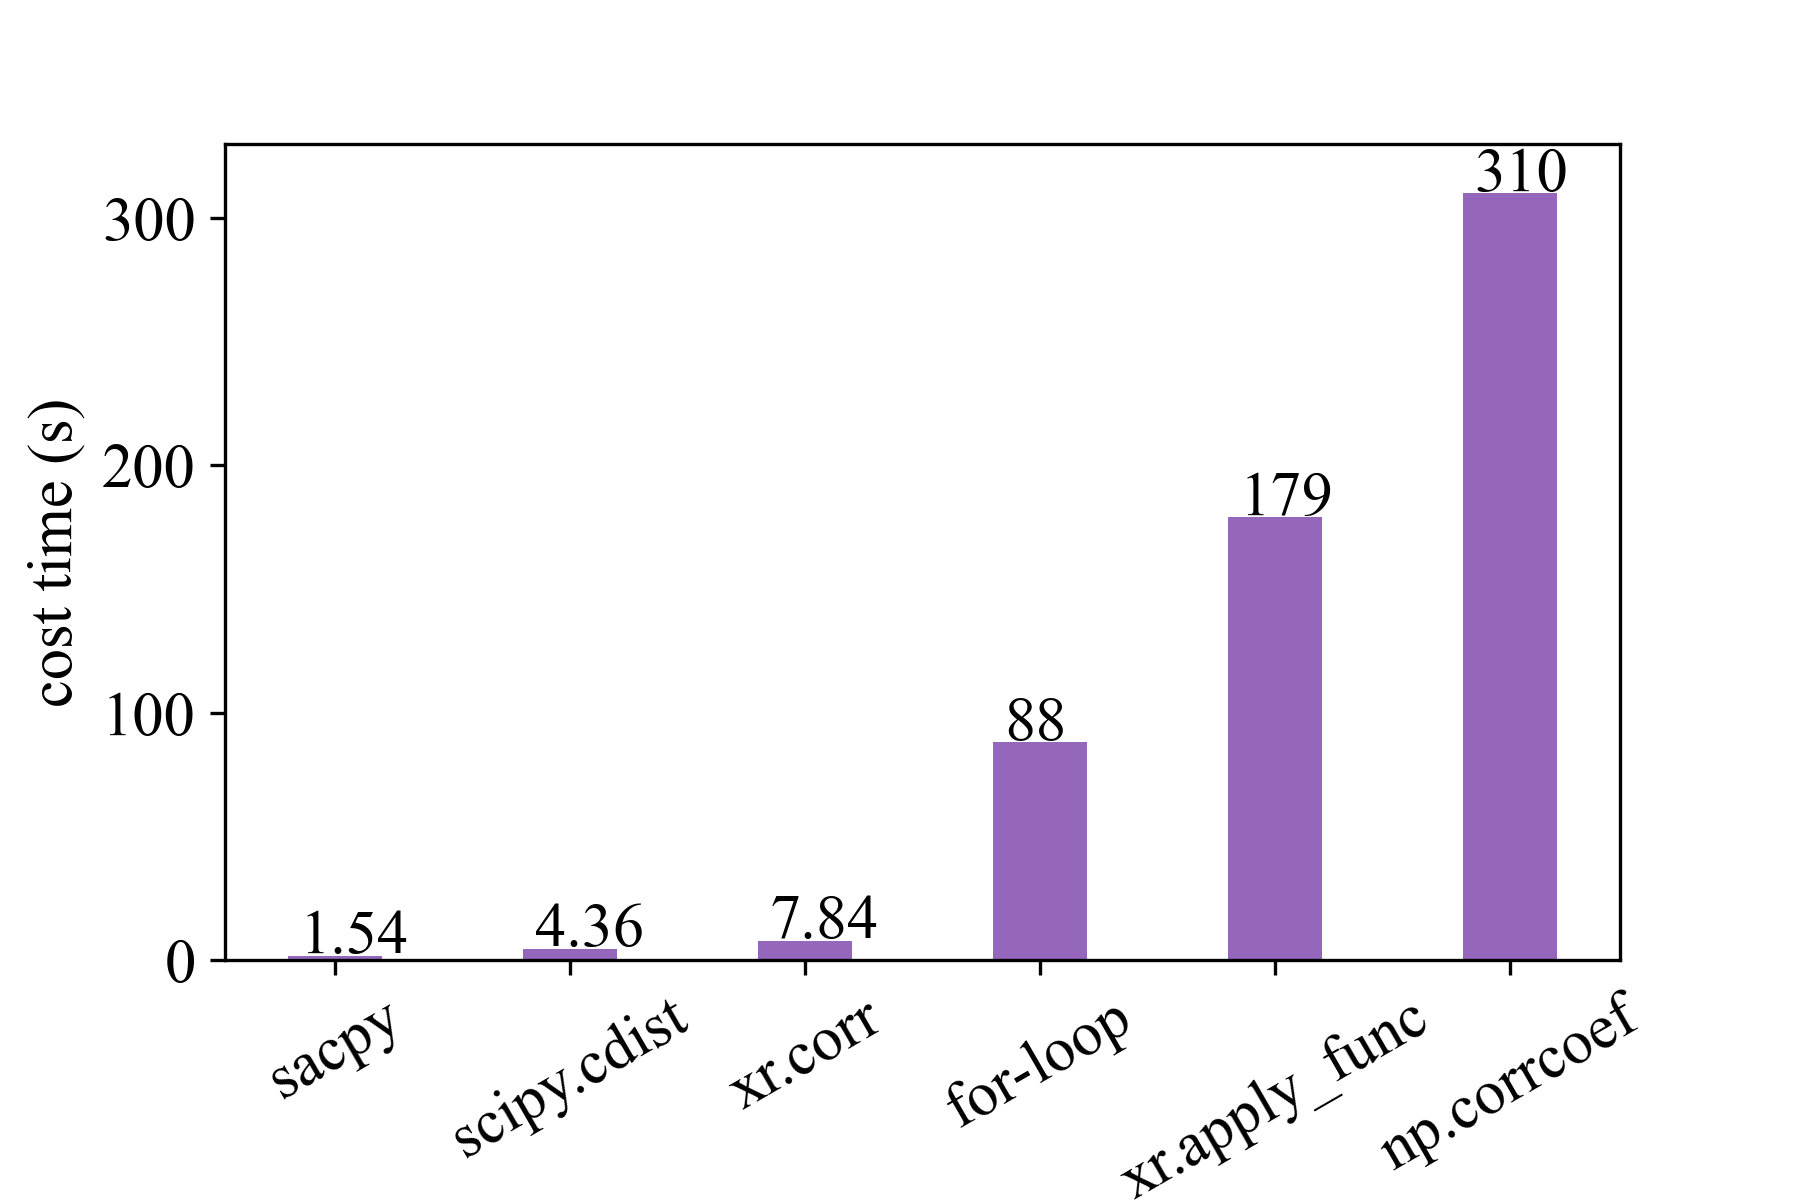 cost time (s)
300
200
100
0
1.54
4.36
7.84
88
179
310
sacpy
scipy.cdist
xr.corr
for-loop
xr.apply_func
np.corrcoef